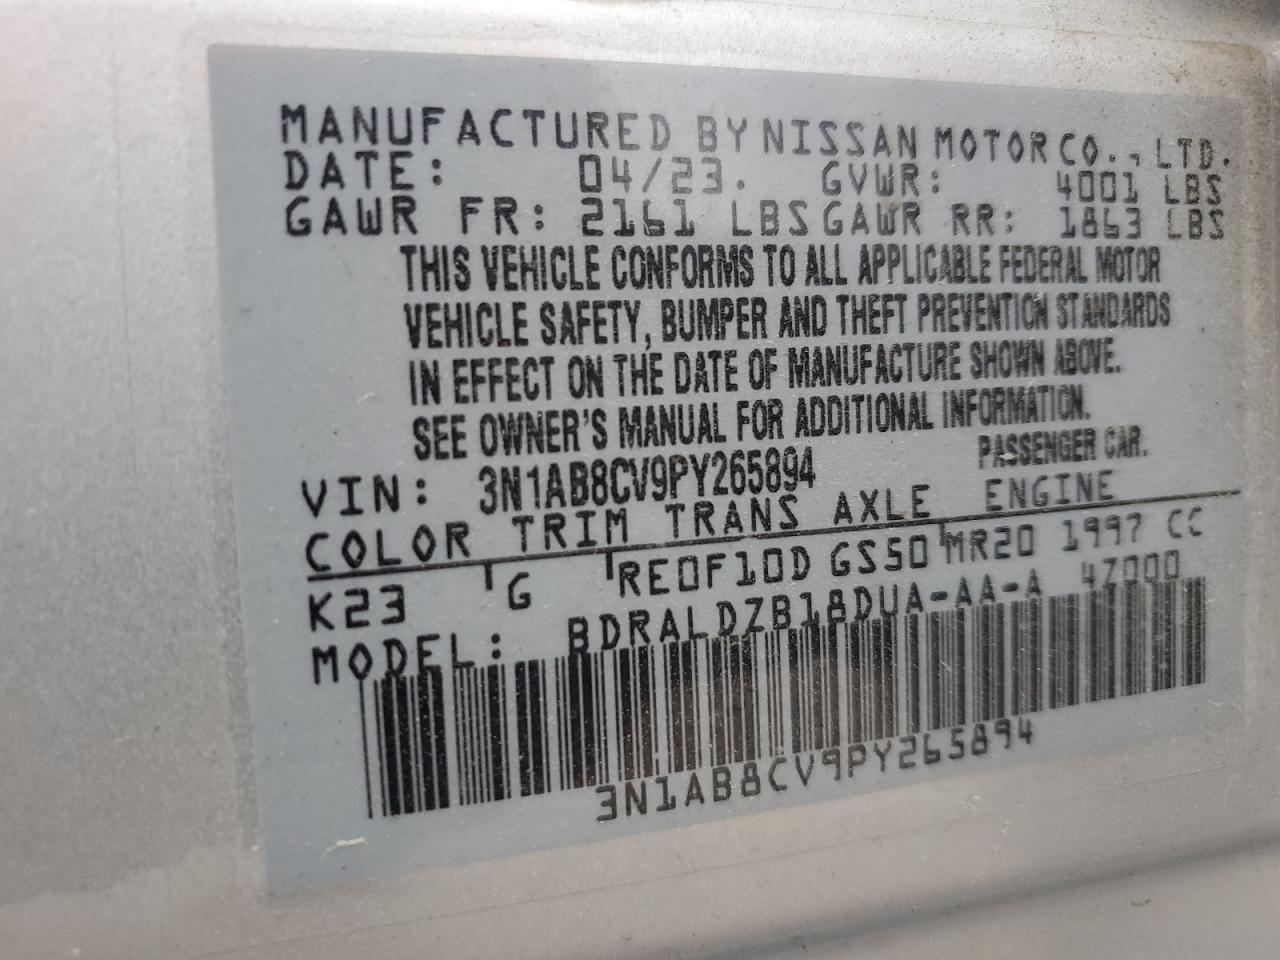 MANUFACTURED BY NISSAN MOTOR CO., LTD.
DATE: 04/23. GVWR: 4001 LBS
GAWR FR: 2161 LBS GAWR RR: 1863 LBS
THIS VEHICLE CONFORMS TO ALL APPLICABLE FEDERAL MOTOR
VEHICLE SAFETY, BUMPER AND THEFT PREVENTION STANDARDS
IN EFFECT ON THE DATE OF MANUFACTURE SHOWN ABOVE.
SEE OWNER'S MANUAL FOR ADDITIONAL INFORMATION.
VIN: 3N1AB8CV9PY265894 PASSENGER CAR.
COLOR TRIM TRANS AXLE ENGINE
K23 G RE0F10D GS50 MR20 1997 CC
MODEL: BDRALDZB18DUA-AA-A 4Z000
3N1AB8CV9PY265894